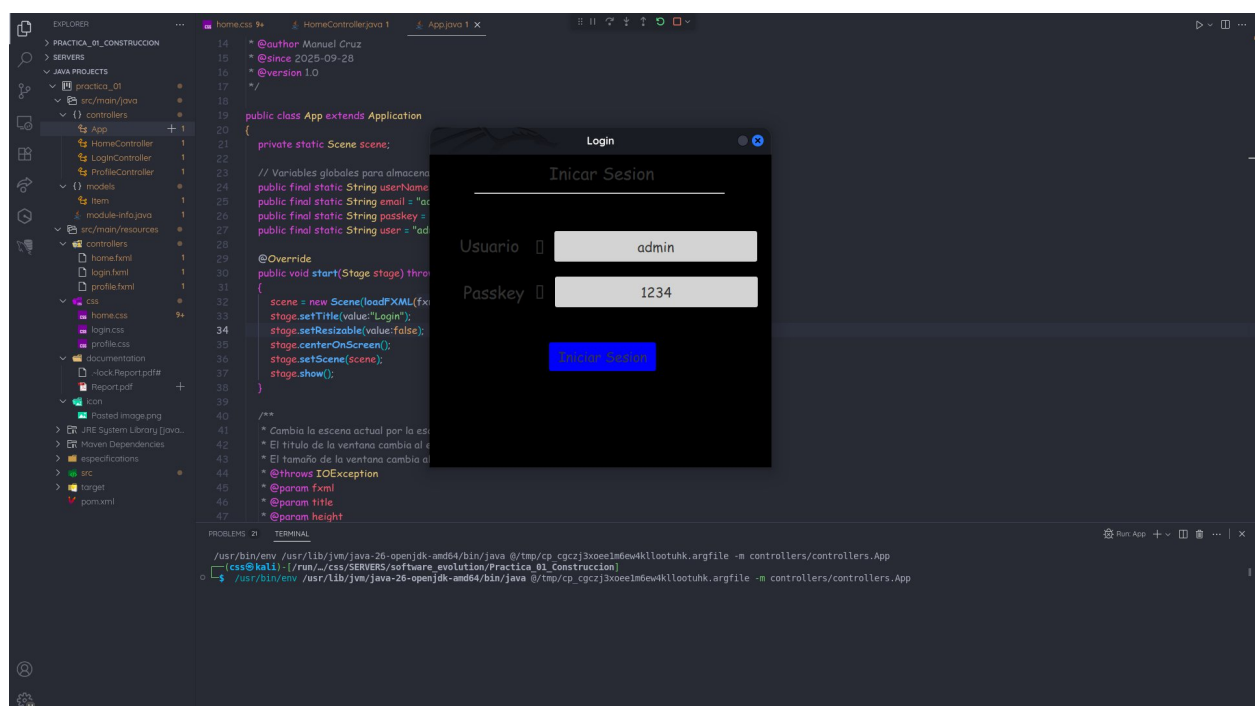 EXPLORER
PRACTICA_01_CONSTRUCCION
SERVERS
JAVA PROJECTS
practica_01
src/main/java
{} controllers
App + 1
HomeController 1
LoginController 1
ProfileController 1
{} models
Item 1
module-info.java 1
src/main/resources
controllers
home.fxml 1
login.fxml 1
profile.fxml 1
css
home.css 9+
login.css
profile.css
documentation
.~lock.Report.pdf#
Report.pdf +
icon
Pasted image.png
JRE System Library [java...
Maven Dependencies
especifications
src
target
pom.xml
home.css 9+ HomeController.java 1 App.java 1
14 * @author Manuel Cruz
15 * @since 2025-09-28
16 * @version 1.0
17 */
18
19 public class App extends Application
20 {
21 private static Scene scene;
22
23 // Variables globales para almacena
24 public final static String userName
25 public final static String email = "ad
26 public final static String passkey =
27 public final static String user = "adi
28
29 @Override
30 public void start(Stage stage) throw
31 {
32 scene = new Scene(loadFXML(fxm
33 stage.setTitle(value:"Login");
34 stage.setResizable(value:false);
35 stage.centerOnScreen();
36 stage.setScene(scene);
37 stage.show();
38 }
39
40 /**
41 * Cambia la escena actual por la esc
42 * El titulo de la ventana cambia al e
43 * El tamaño de la ventana cambia al
44 * @throws IOException
45 * @param fxml
46 * @param title
47 * @param height
Login
Inicar Sesion
Usuario admin
Passkey 1234
Iniciar Sesion
PROBLEMS 21 TERMINAL
Run: App
/usr/bin/env /usr/lib/jvm/java-26-openjdk-amd64/bin/java @/tmp/cp_cgczj3xoee1m6ew4kllootuhk.argfile -m controllers/controllers.App
(css㉿kali)-[/run/…/css/SERVERS/software_evolution/Practica_01_Construccion]
$ /usr/bin/env /usr/lib/jvm/java-26-openjdk-amd64/bin/java @/tmp/cp_cgczj3xoee1m6ew4kllootuhk.argfile -m controllers/controllers.App